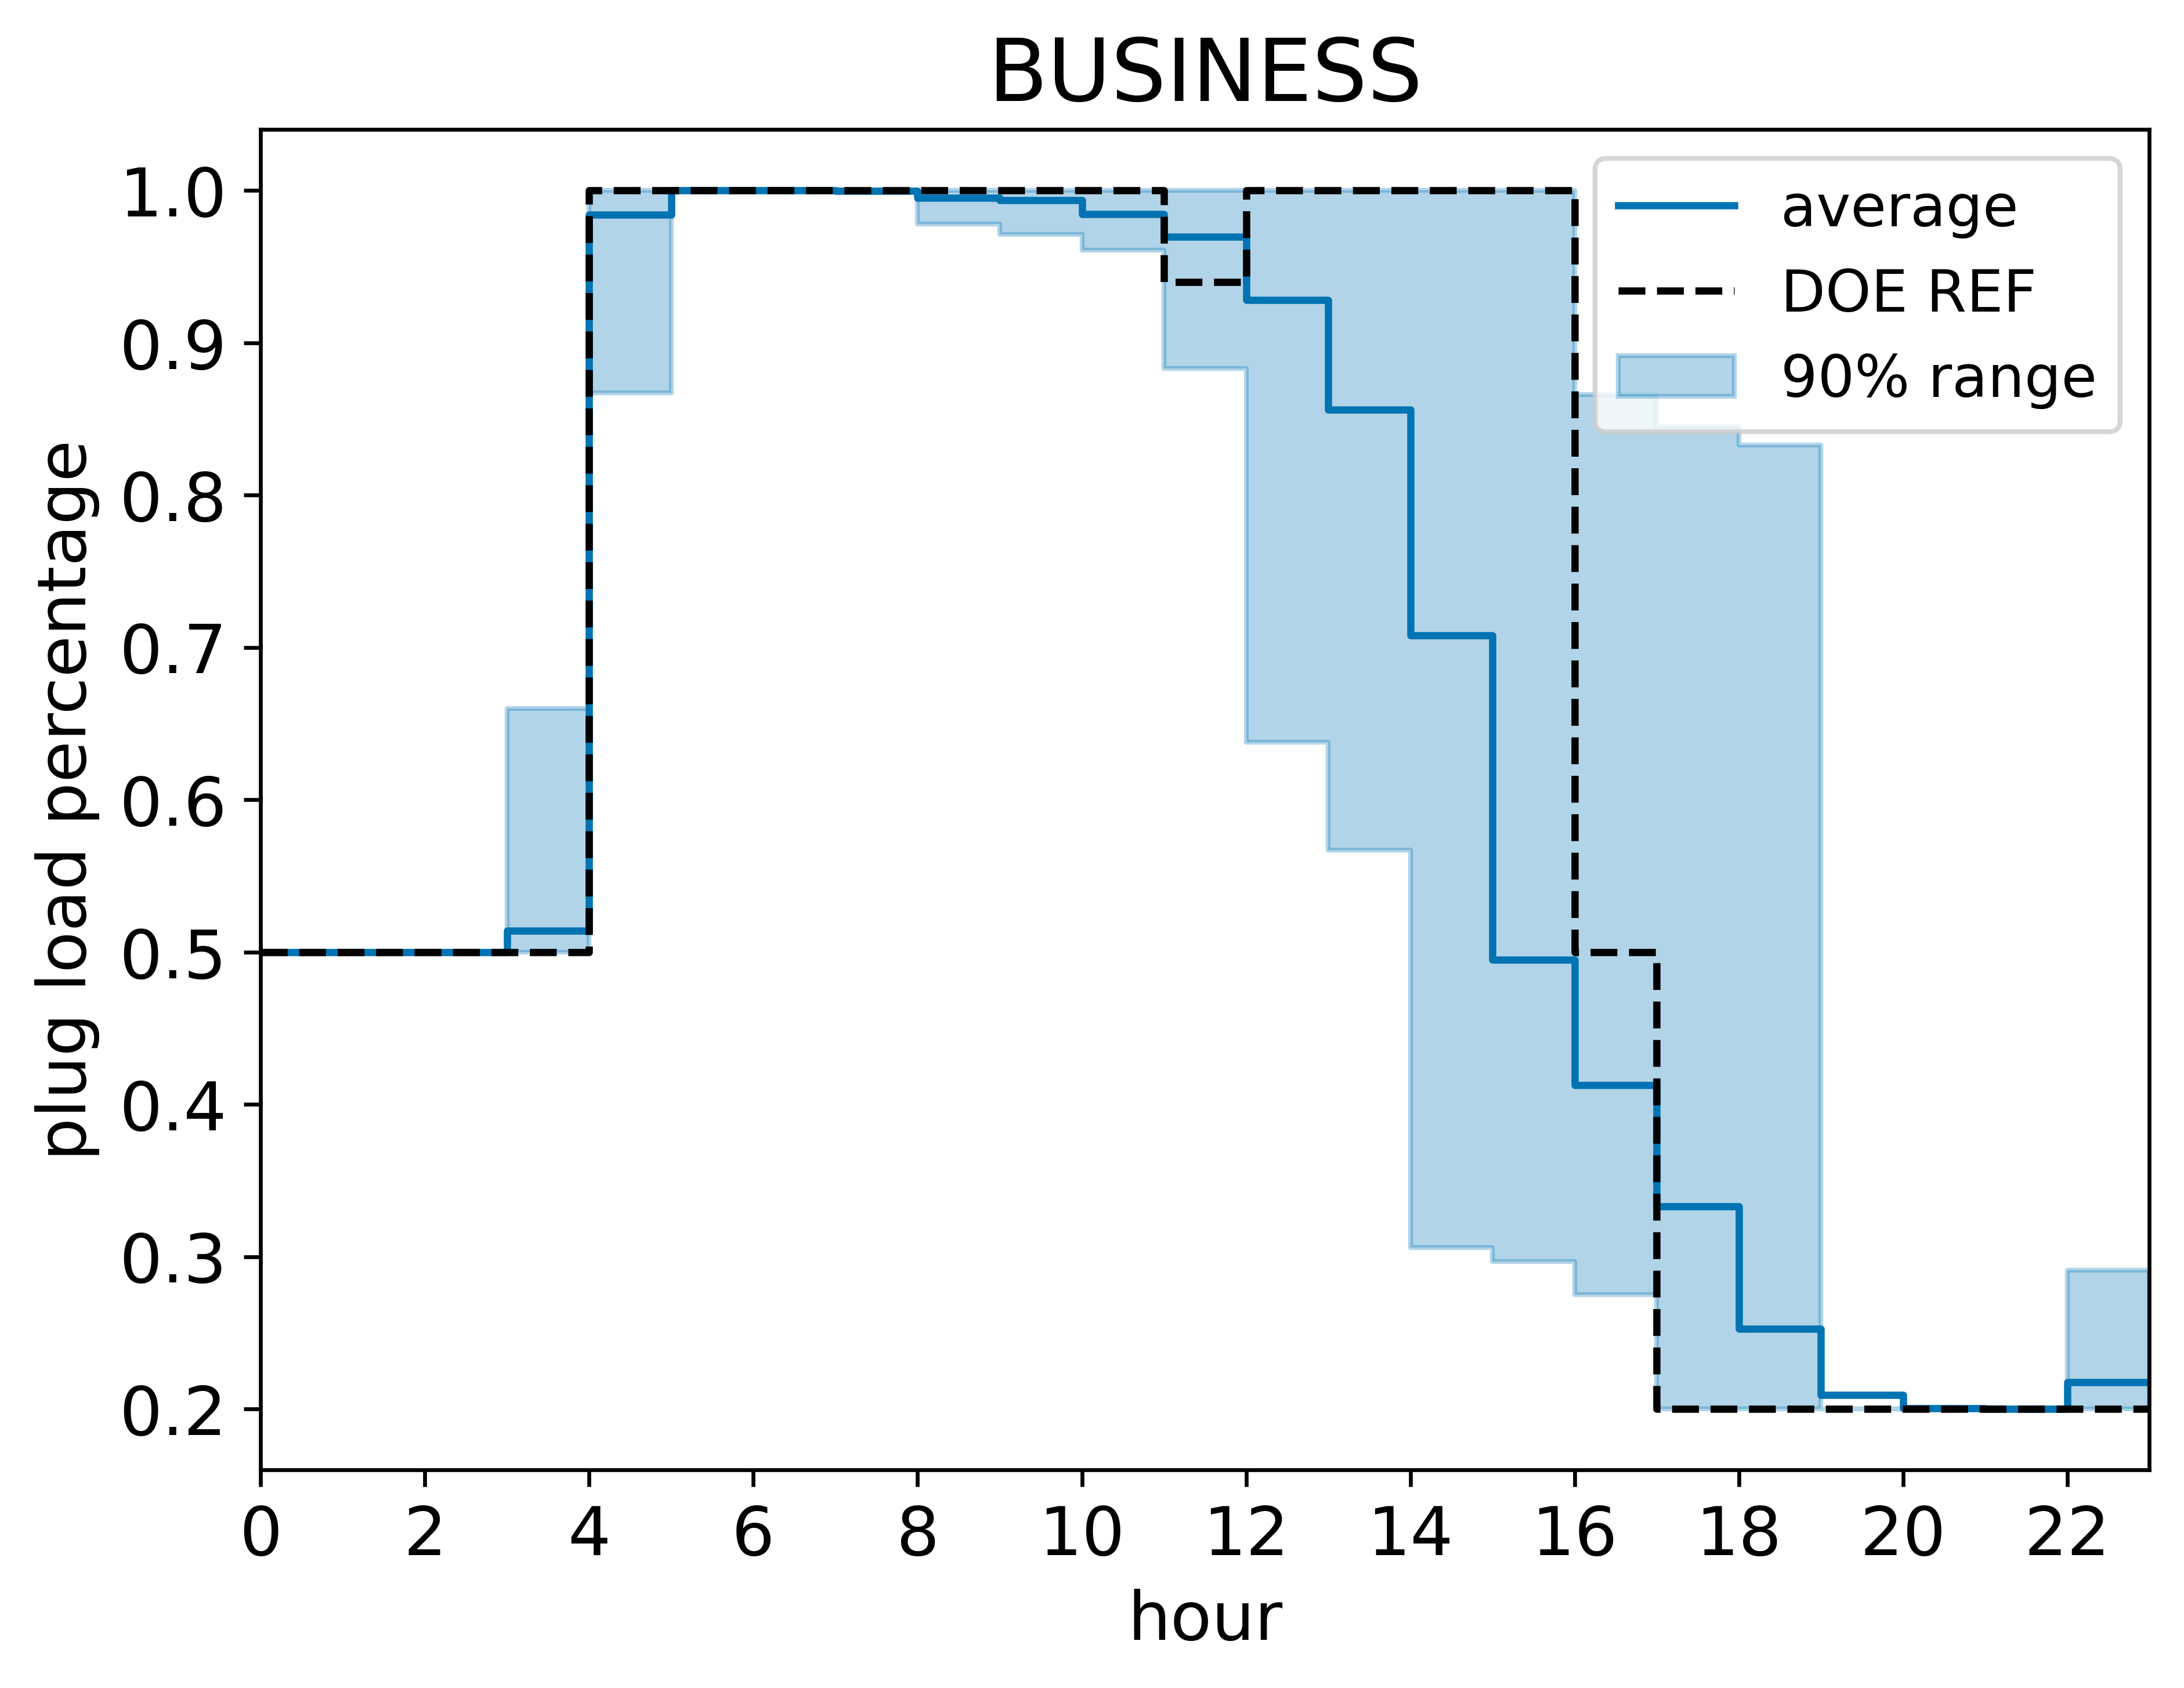 BUSINESS
1.0
0.9
0.8
0.7
0.6
0.5
0.4
0.3
0.2
plug load percentage
average
DOE REF
90% range
0 2 4 6 8 10 12 14 16 18 20 22
hour